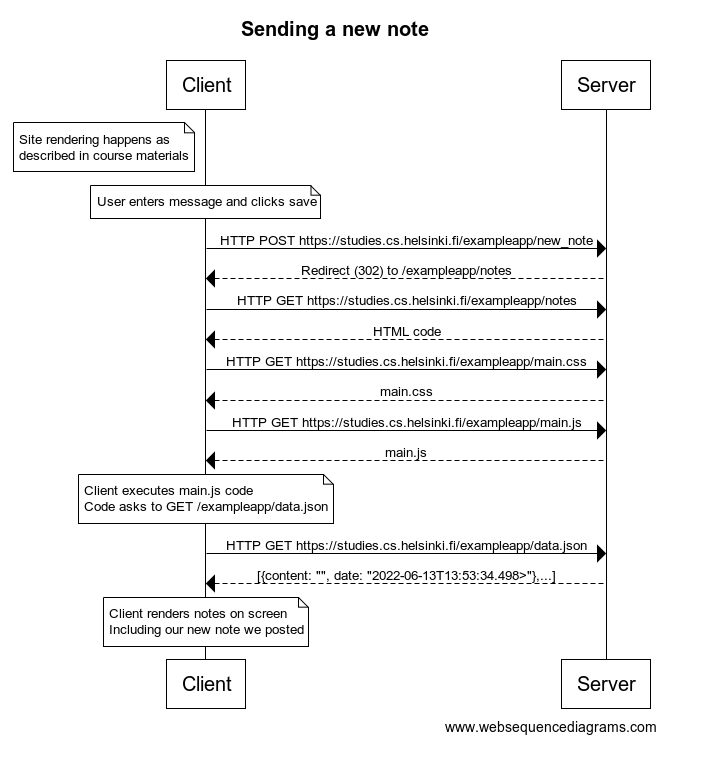 Sending a new note
Client
Server
Site rendering happens as
described in course materials
User enters message and clicks save
HTTP POST https://studies.cs.helsinki.fi/exampleapp/new_note
Redirect (302) to /exampleapp/notes
HTTP GET https://studies.cs.helsinki.fi/exampleapp/notes
HTML code
HTTP GET https://studies.cs.helsinki.fi/exampleapp/main.css
main.css
HTTP GET https://studies.cs.helsinki.fi/exampleapp/main.js
main.js
Client executes main.js code
Code asks to GET /exampleapp/data.json
HTTP GET https://studies.cs.helsinki.fi/exampleapp/data.json
[{content: "", date: "2022-06-13T13:53:34.498>"},...]
Client renders notes on screen
Including our new note we posted
Client
Server
www.websequencediagrams.com